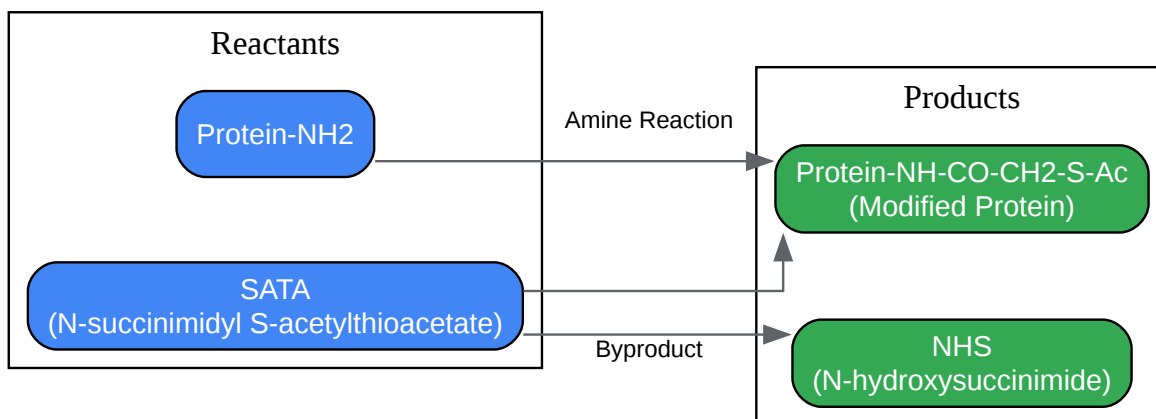 Reactants
Protein-NH2
SATA
(N-succinimidyl S-acetylthioacetate)
Amine Reaction
Byproduct
Products
Protein-NH-CO-CH2-S-Ac
(Modified Protein)
NHS
(N-hydroxysuccinimide)